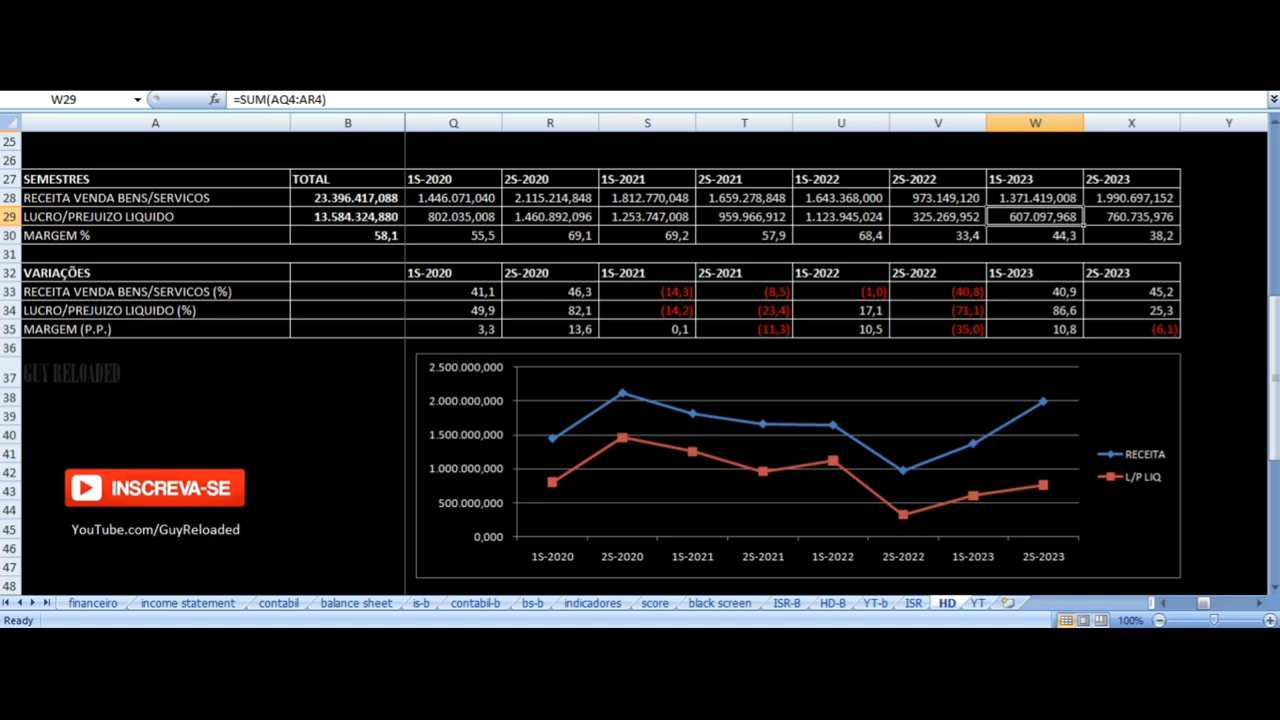 W29 fx =SUM(AQ4:AR4)
A B Q R S T U V W X Y
25
26
27 SEMESTRES TOTAL 1S-2020 2S-2020 1S-2021 2S-2021 1S-2022 2S-2022 1S-2023 2S-2023
28 RECEITA VENDA BENS/SERVICOS 23.396.417,088 1.446.071,040 2.115.214,848 1.812.770,048 1.659.278,848 1.643.368,000 973.149,120 1.371.419,008 1.990.697,152
29 LUCRO/PREJUIZO LIQUIDO 13.584.324,880 802.035,008 1.460.892,096 1.253.747,008 959.966,912 1.123.945,024 325.269,952 607.097,968 760.735,976
30 MARGEM % 58,1 55,5 69,1 69,2 57,9 68,4 33,4 44,3 38,2
31
32 VARIAÇÕES 1S-2020 2S-2020 1S-2021 2S-2021 1S-2022 2S-2022 1S-2023 2S-2023
33 RECEITA VENDA BENS/SERVICOS (%) 41,1 46,3 (14,3) (8,5) (1,0) (40,8) 40,9 45,2
34 LUCRO/PREJUIZO LIQUIDO (%) 49,9 82,1 (14,2) (23,4) 17,1 (71,1) 86,6 25,3
35 MARGEM (P.P.) 3,3 13,6 0,1 (11,3) 10,5 (35,0) 10,8 (6,1)
36
37 GUY RELOADED
38
39
40
41
42
43
44
45
46
47
48
INSCREVA-SE
YouTube.com/GuyReloaded
2.500.000,000
2.000.000,000
1.500.000,000
1.000.000,000
500.000,000
0,000
1S-2020 2S-2020 1S-2021 2S-2021 1S-2022 2S-2022 1S-2023 2S-2023
RECEITA
L/P LIQ
financeiro income statement contabil balance sheet is-b contabil-b bs-b indicadores score black screen ISR-B HD-B YT-b ISR HD YT
Ready 100%